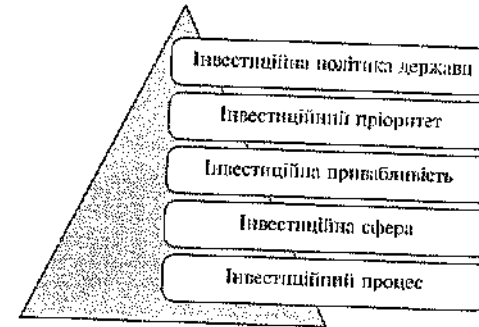 Інвестиційна політика держави
Інвестиційний пріоритет
Інвестиційна привабливість
Інвестиційна сфера
Інвестиційний процес